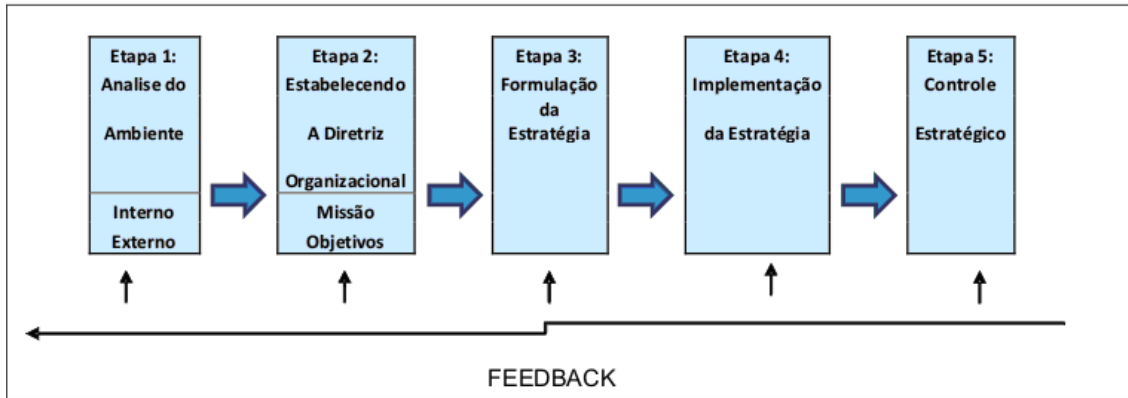 Etapa 1:
Analise do
Ambiente
Interno
Externo
Etapa 2:
Estabelecendo
A Diretriz
Organizacional
Missão
Objetivos
Etapa 3:
Formulação
da
Estratégia
Etapa 4:
Implementação
da Estratégia
Etapa 5:
Controle
Estratégico
FEEDBACK